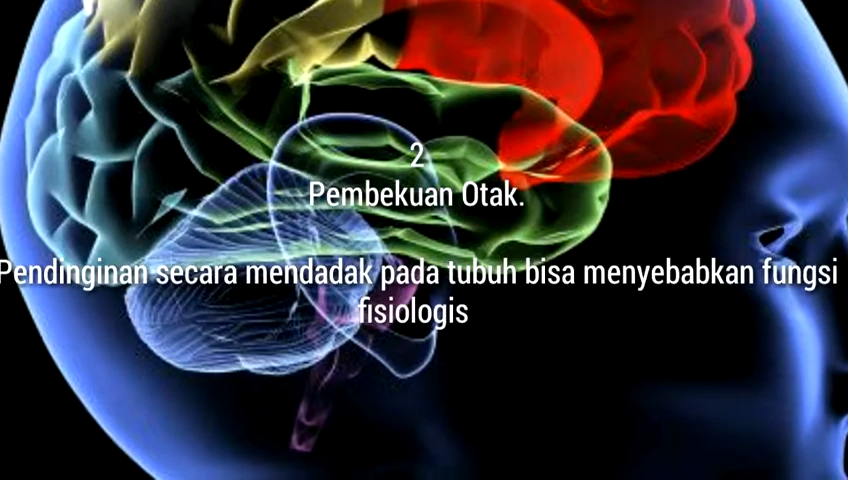 2
Pembekuan Otak.
Pendinginan secara mendadak pada tubuh bisa menyebabkan fungsi
fisiologis